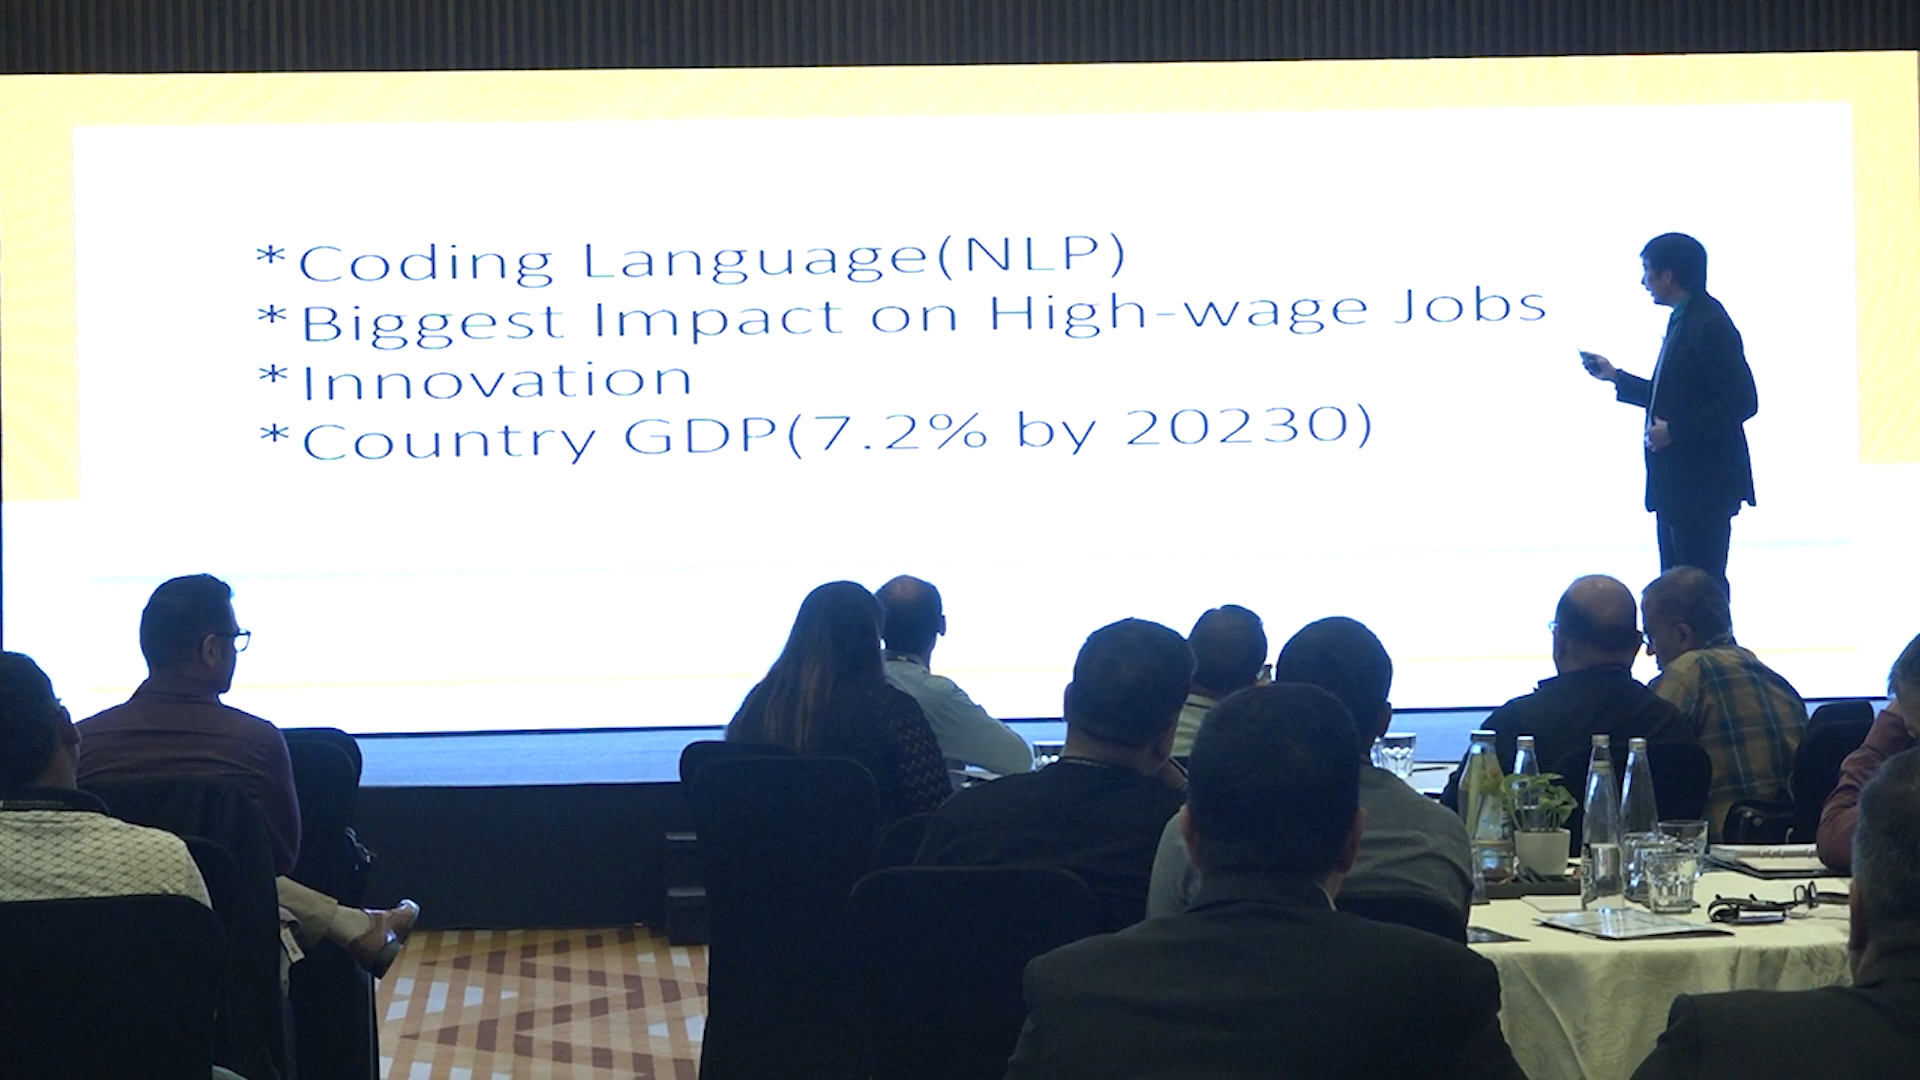 *Coding Language(NLP)
*Biggest Impact on High-wage Jobs
*Innovation
*Country GDP(7.2% by 20230)